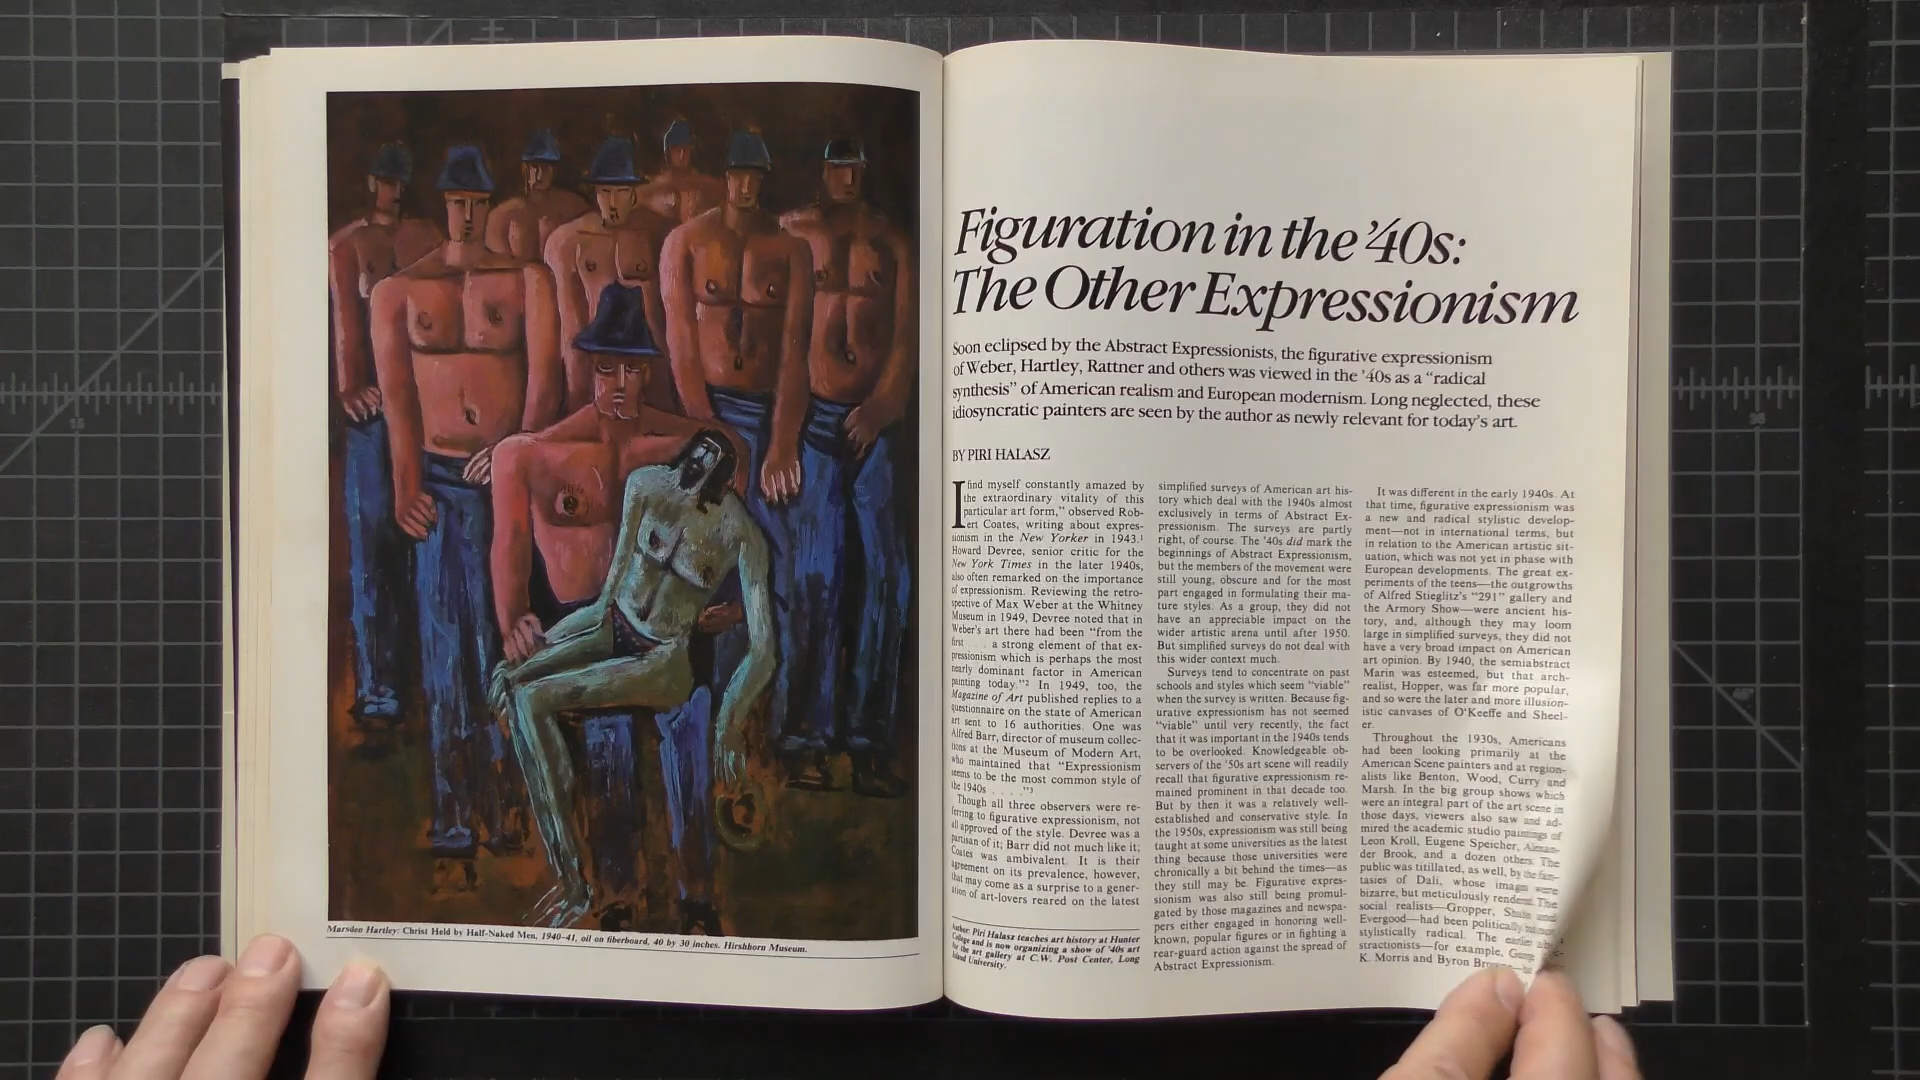 Marsden Hartley: Christ Held by Half-Naked Men, 1940–41, oil on fiberboard, 40 by 30 inches. Hirshhorn Museum.
Figuration in the ’40s:
The Other Expressionism
Soon eclipsed by the Abstract Expressionists, the figurative expressionism
of Weber, Hartley, Rattner and others was viewed in the ’40s as a “radical
synthesis” of American realism and European modernism. Long neglected, these
idiosyncratic painters are seen by the author as newly relevant for today’s art.
BY PIRI HALASZ
I find myself constantly amazed by
the extraordinary vitality of this
particular art form,” observed Rob-
ert Coates, writing about expres-
sionism in the New Yorker in 1943.¹
Howard Devree, senior critic for the
New York Times in the later 1940s,
also often remarked on the importance
of expressionism. Reviewing the retro-
spective of Max Weber at the Whitney
Museum in 1949, Devree noted that in
Weber’s art there had been “from the
first . . . a strong element of that ex-
pressionism which is perhaps the most
nearly dominant factor in American
painting today.”² In 1949, too, the
Magazine of Art published replies to a
questionnaire on the state of American
art sent to 16 authorities. One was
Alfred Barr, director of museum collec-
tions at the Museum of Modern Art,
who maintained that “Expressionism
seems to be the most common style of
the 1940s . . . .”³
Though all three observers were re-
ferring to figurative expressionism, not
all approved of the style. Devree was a
partisan of it; Barr did not much like it;
Coates was ambivalent. It is their
agreement on its prevalence, however,
that may come as a surprise to a gener-
ation of art-lovers reared on the latest
Author: Piri Halasz teaches art history at Hunter
College and is now organizing a show of ’40s art
for the art gallery at C.W. Post Center, Long
Island University.
simplified surveys of American art his-
tory which deal with the 1940s almost
exclusively in terms of Abstract Ex-
pressionism. The surveys are partly
right, of course. The ’40s did mark the
beginnings of Abstract Expressionism,
but the members of the movement were
still young, obscure and for the most
part engaged in formulating their ma-
ture styles. As a group, they did not
have an appreciable impact on the
wider artistic arena until after 1950.
But simplified surveys do not deal with
this wider context much.
Surveys tend to concentrate on past
schools and styles which seem “viable”
when the survey is written. Because fig-
urative expressionism has not seemed
“viable” until very recently, the fact
that it was important in the 1940s tends
to be overlooked. Knowledgeable ob-
servers of the ’50s art scene will readily
recall that figurative expressionism re-
mained prominent in that decade too.
But by then it was a relatively well-
established and conservative style. In
the 1950s, expressionism was still being
taught at some universities as the latest
thing because those universities were
chronically a bit behind the times—as
they still may be. Figurative expres-
sionism was also still being promul-
gated by those magazines and newspa-
pers either engaged in honoring well-
known, popular figures or in fighting a
rear-guard action against the spread of
Abstract Expressionism.
It was different in the early 1940s. At
that time, figurative expressionism was
a new and radical stylistic develop-
ment—not in international terms, but
in relation to the American artistic sit-
uation, which was not yet in phase with
European developments. The great ex-
periments of the teens—the outgrowths
of Alfred Stieglitz’s “291” gallery and
the Armory Show—were ancient his-
tory, and, although they may loom
large in simplified surveys, they did not
have a very broad impact on American
art opinion. By 1940, the semiabstract
Marin was esteemed, but that arch-
realist, Hopper, was far more popular,
and so were the later and more illusion-
istic canvases of O’Keeffe and Sheel-
er.
Throughout the 1930s, Americans
had been looking primarily at the
American Scene painters and at region-
alists like Benton, Wood, Curry and
Marsh. In the big group shows which
were an integral part of the art scene in
those days, viewers also saw and ad-
mired the academic studio paintings of
Leon Kroll, Eugene Speicher, Alexan-
der Brook, and a dozen others. The
public was titillated, as well, by the fan-
tasies of Dali, whose images were
bizarre, but meticulously rendered. The
social realists—Gropper, Shahn and
Evergood—had been politically but not
stylistically radical. The earlier ab-
stractionists—for example,
K. Morris and Byron